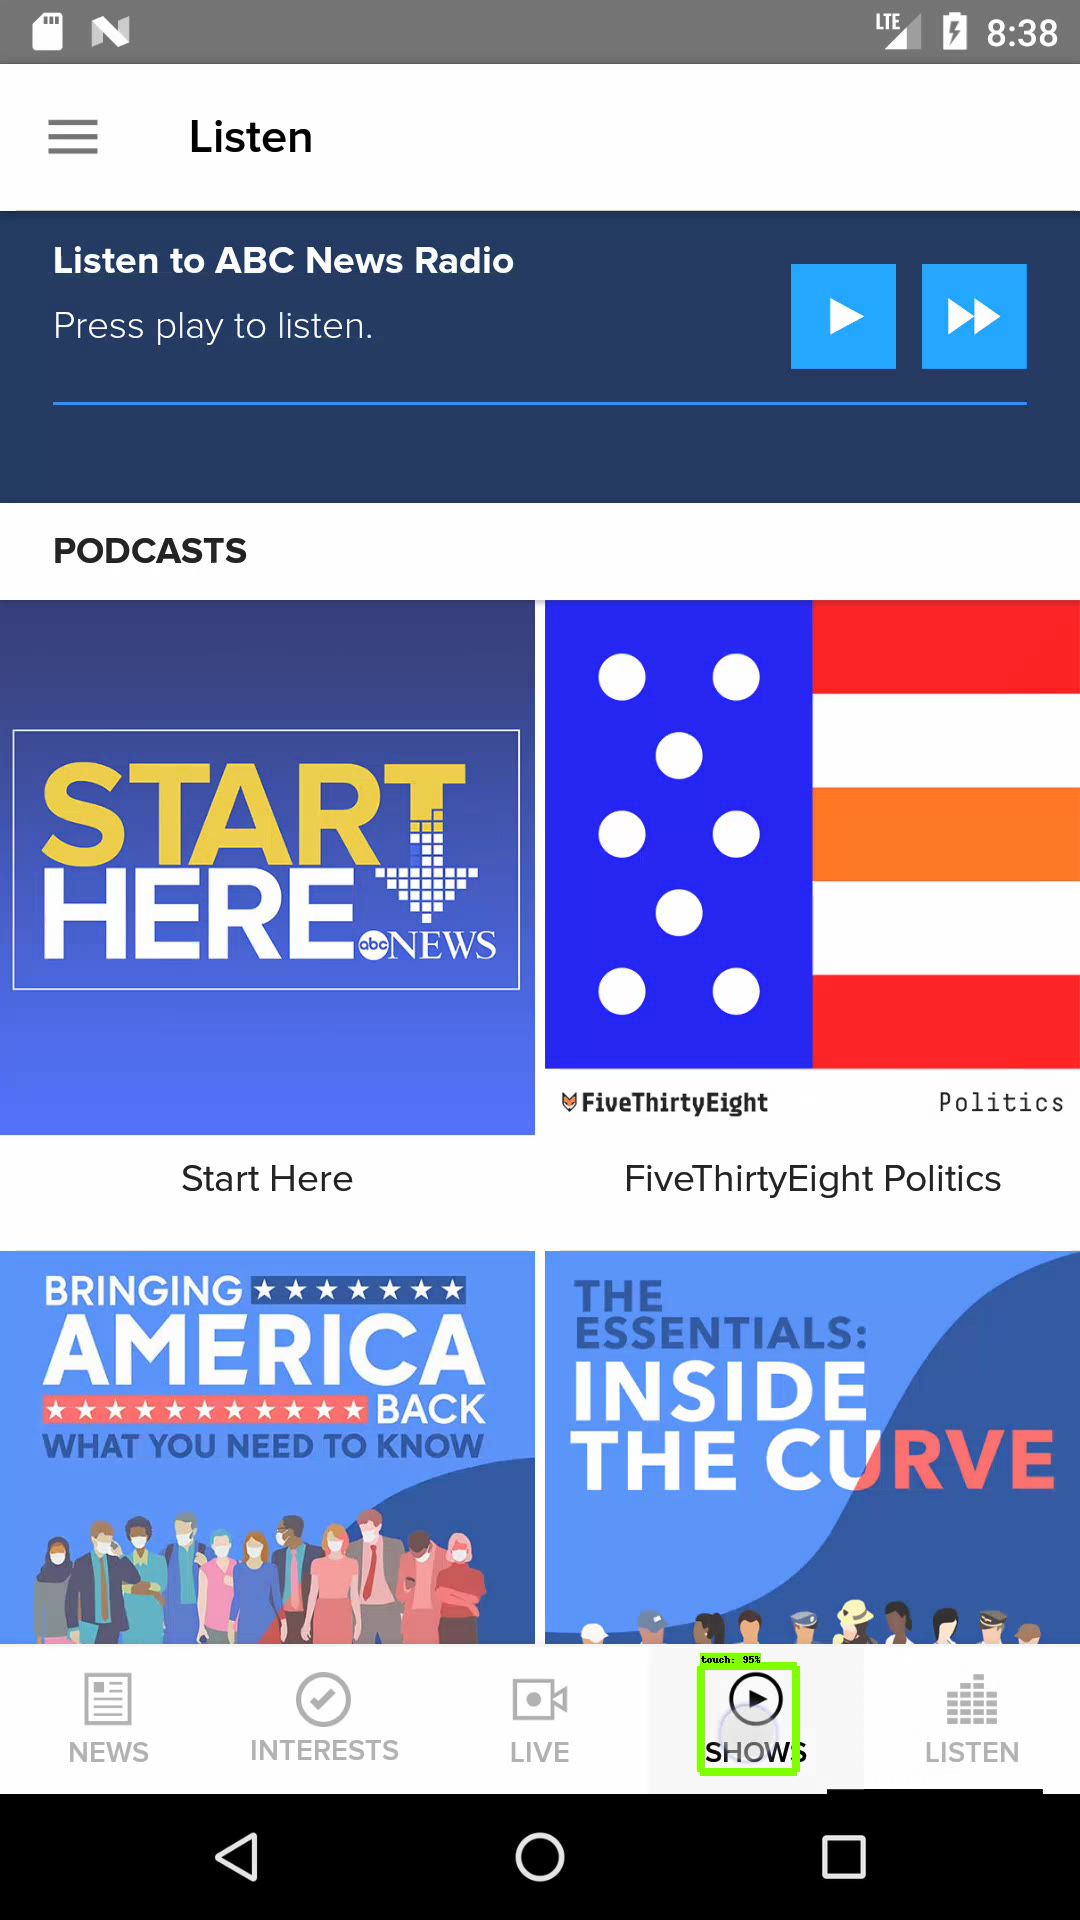 LTE 8:38
Listen
Listen to ABC News Radio
Press play to listen.
PODCASTS
START
HERE
abc NEWS
FiveThirtyEight Politics
Start Here
FiveThirtyEight Politics
BRINGING
AMERICA
BACK
WHAT YOU NEED TO KNOW
THE
ESSENTIALS:
INSIDE
THE CURVE
touch: 95%
NEWS INTERESTS LIVE SHOWS LISTEN